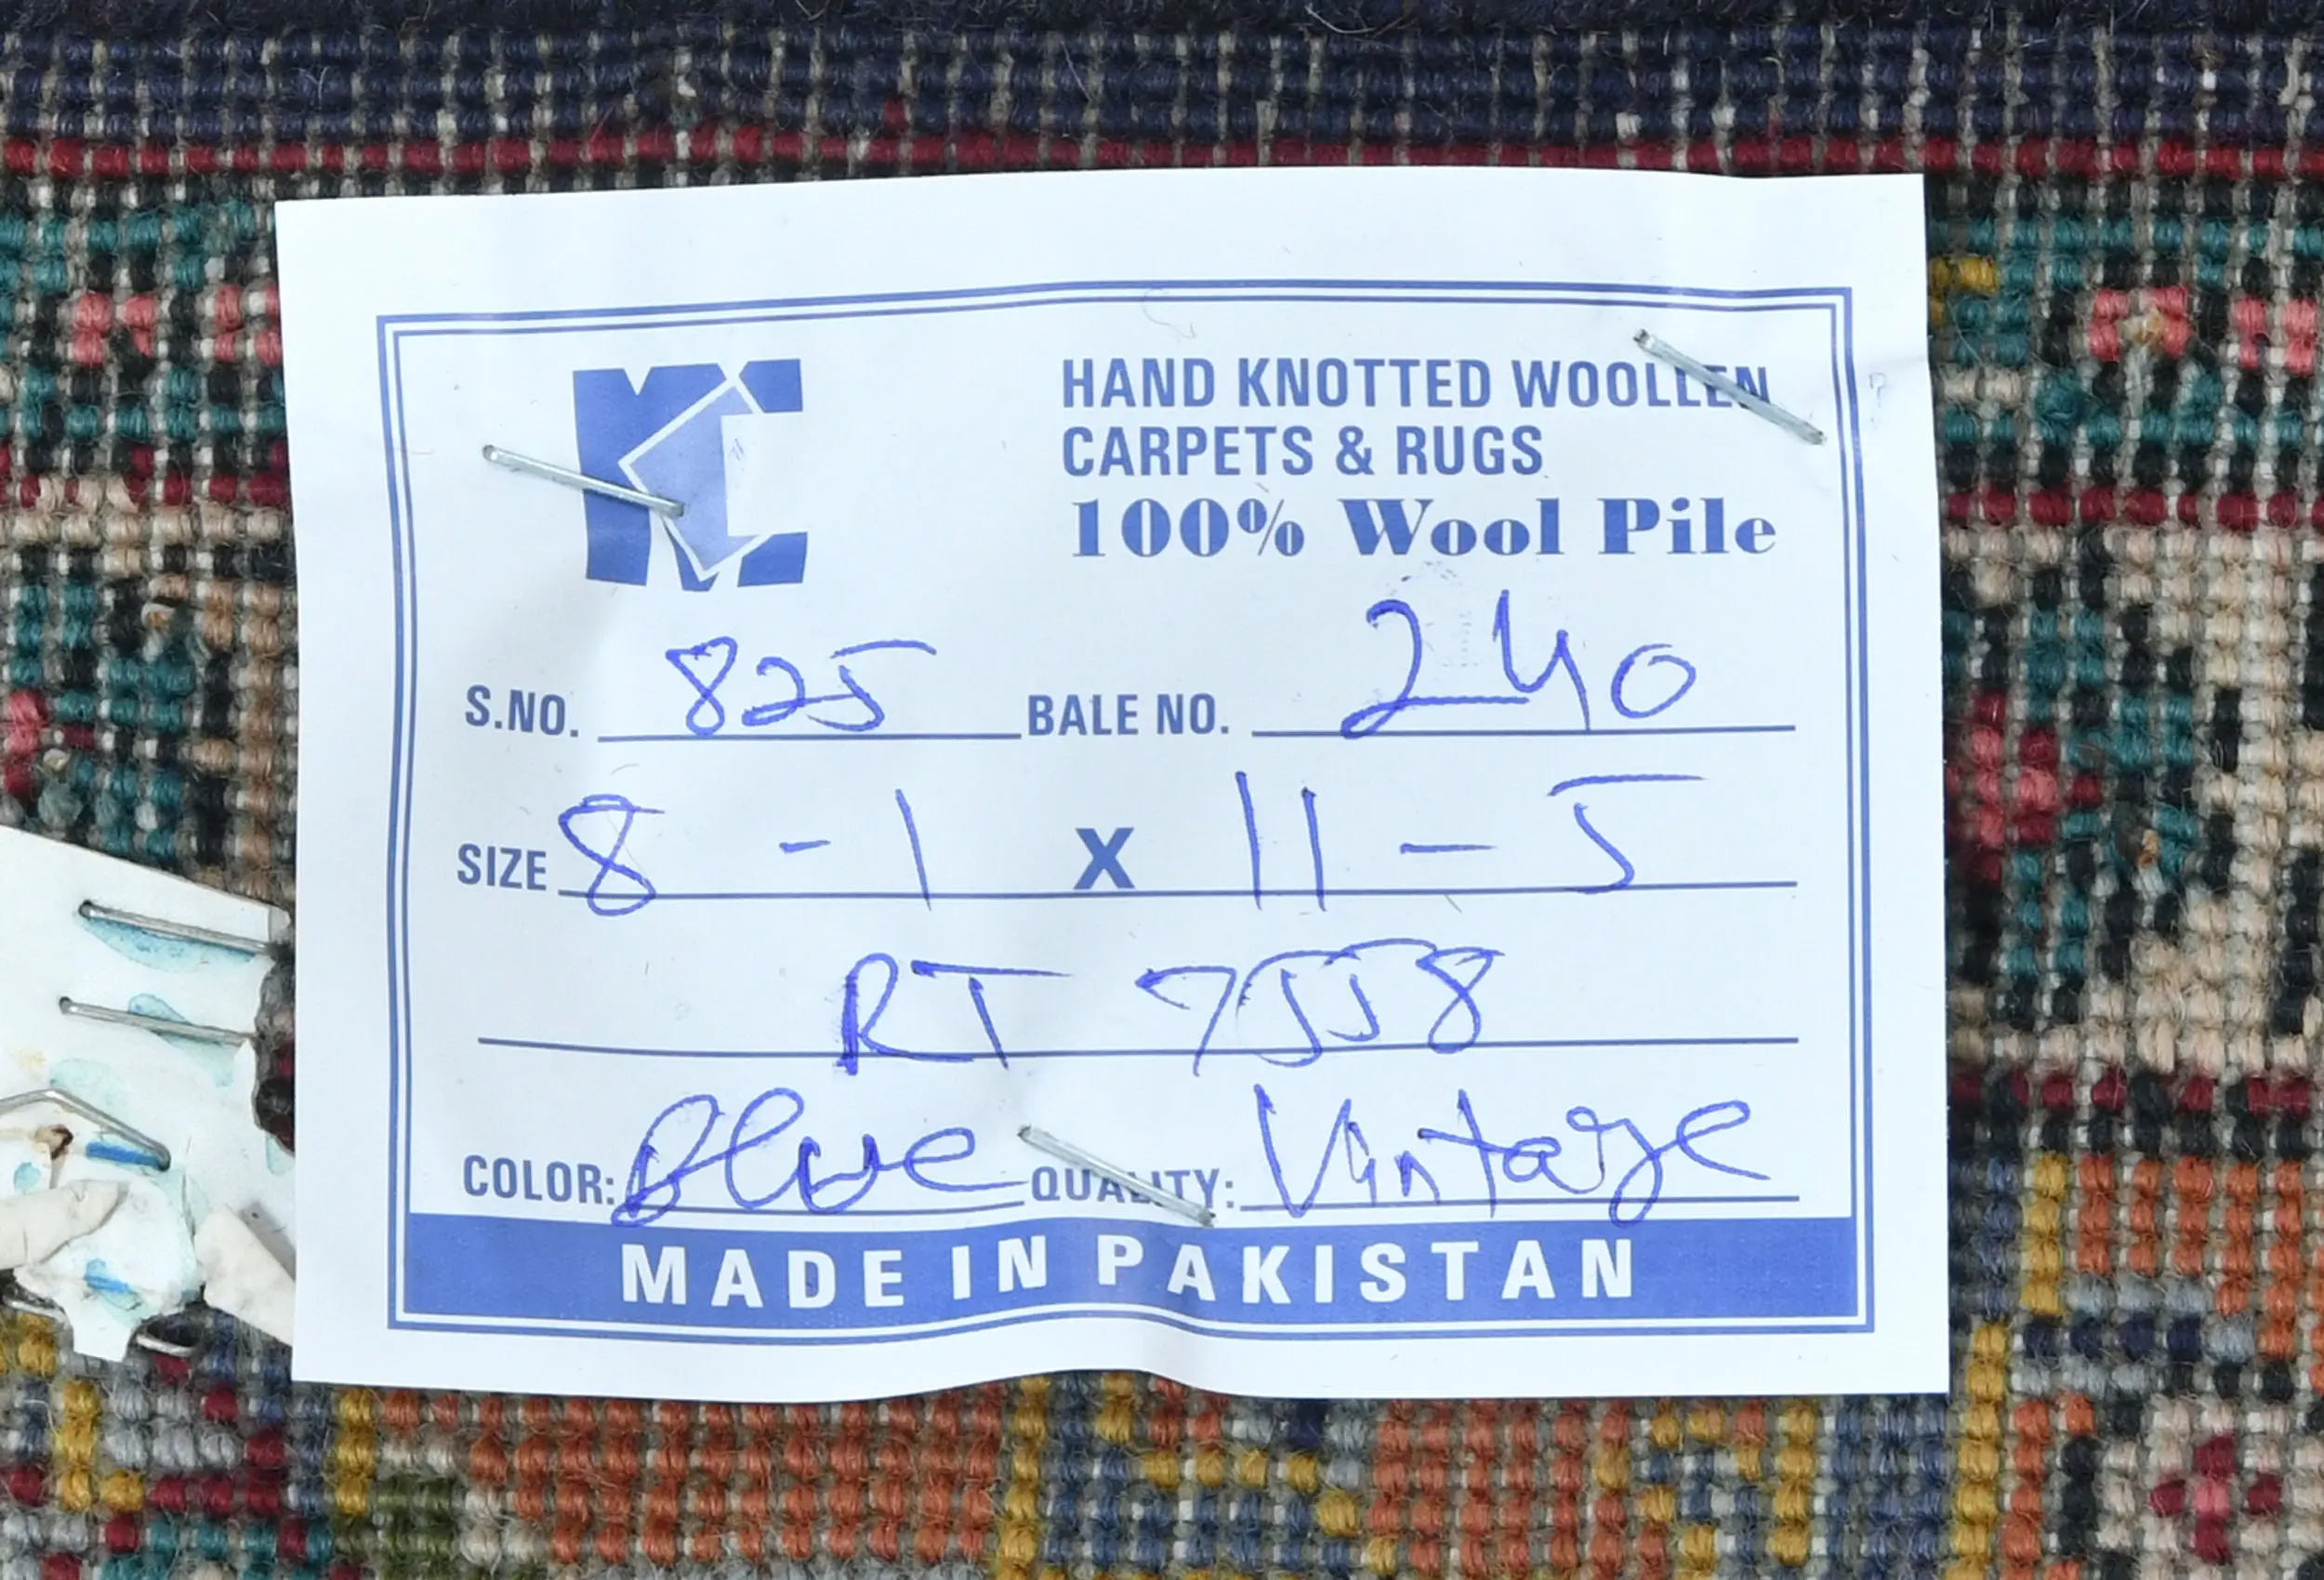 MC
HAND KNOTTED WOOLLEN
CARPETS & RUGS
100% Wool Pile
S.NO. 825 BALE NO. 240
SIZE 8 - 1 X 11 - 5
RT 7558
COLOR: Blue QUALITY: Vintage
MADE IN PAKISTAN